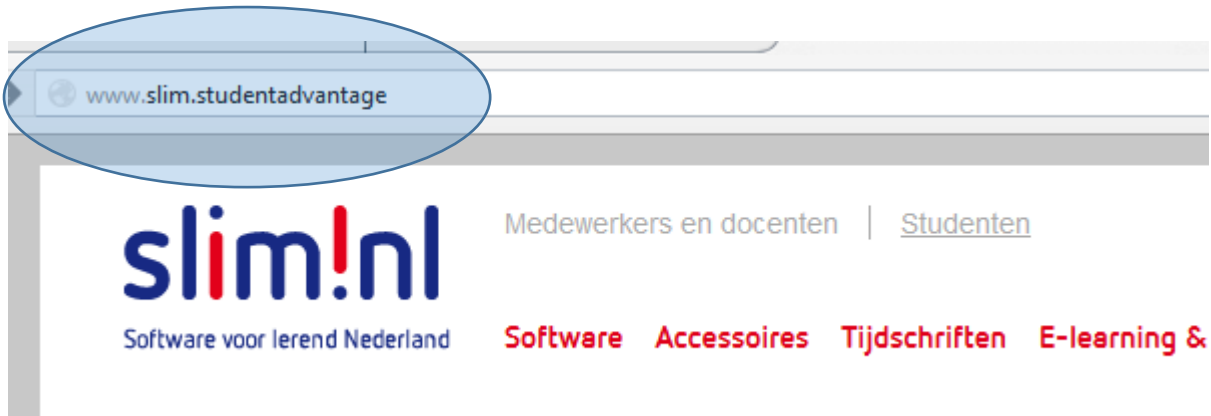 www.slim.studentadvantage
Medewerkers en docenten | Studenten
slim!nl
Software voor lerend Nederland
Software Accessoires Tijdschriften E-learning &